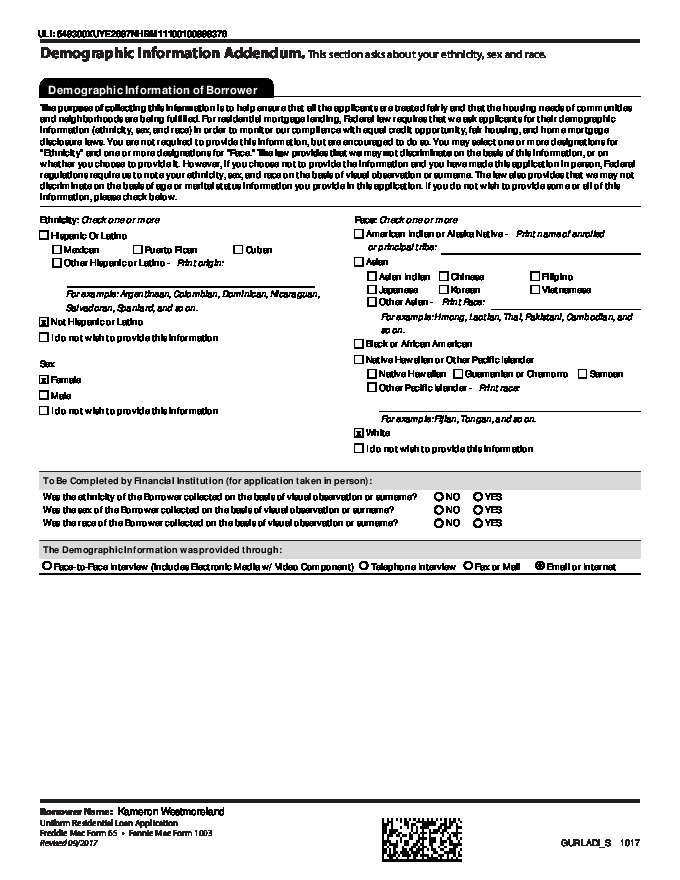 ULI: 549300XUYE2697NHBM11100100998376
Demographic Information Addendum. This section asks about your ethnicity, sex and race.
Demographic Information of Borrower
The purpose of collecting this information is to help ensure that all the applicants are treated fairly and that the housing needs of communities
and neighborhoods are being fulfilled. For residential mortgage lending, Federal law requires that we ask applicants for their demographic
information (ethnicity, sex, and race) in order to monitor our compliance with equal credit opportunity, fair housing, and home mortgage
disclosure laws. You are not required to provide this information, but are encouraged to do so. You may select one or more designations for
"Ethnicity" and one or more designations for "Race." The law provides that we may not discriminate on the basis of this information, or on
whether you choose to provide it. However, if you choose not to provide the information and you have made this application in person, Federal
regulations require us to note your ethnicity, sex, and race on the basis of visual observation or surname. The law also provides that we may not
discriminate on the basis of age or marital status information you provide in this application. If you do not wish to provide some or all of this
information, please check below.
Ethnicity: Check one or more
Hispanic Or Latino
Mexican Puerto Rican Cuban
Other Hispanic or Latino - Print origin:
For example: Argentinean, Colombian, Dominican, Nicaraguan,
Salvadoran, Spaniard, and so on.
x Not Hispanic or Latino
I do not wish to provide this information
Sex
x Female
Male
I do not wish to provide this information
Race: Check one or more
American Indian or Alaska Native - Print name of enrolled
or principal tribe:
Asian
Asian Indian Chinese Filipino
Japanese Korean Vietnamese
Other Asian - Print Race:
For example: Hmong, Laotian, Thai, Pakistani, Cambodian, and
so on.
Black or African American
Native Hawaiian or Other Pacific Islander
Native Hawaiian Guamanian or Chamorro Samoan
Other Pacific Islander - Print race:
For example: Fijian, Tongan, and so on.
x White
I do not wish to provide this information
To Be Completed by Financial Institution (for application taken in person):
Was the ethnicity of the Borrower collected on the basis of visual observation or surname? NO YES
Was the sex of the Borrower collected on the basis of visual observation or surname? NO YES
Was the race of the Borrower collected on the basis of visual observation or surname? NO YES
The Demographic Information was provided through:
Face-to-Face Interview (includes Electronic Media w/ Video Component) Telephone Interview Fax or Mail Email or Internet
Borrower Name: Kameron Westmoreland
Uniform Residential Loan Application
Freddie Mac Form 65 • Fannie Mae Form 1003
Revised 09/2017
GURLADI_S 1017